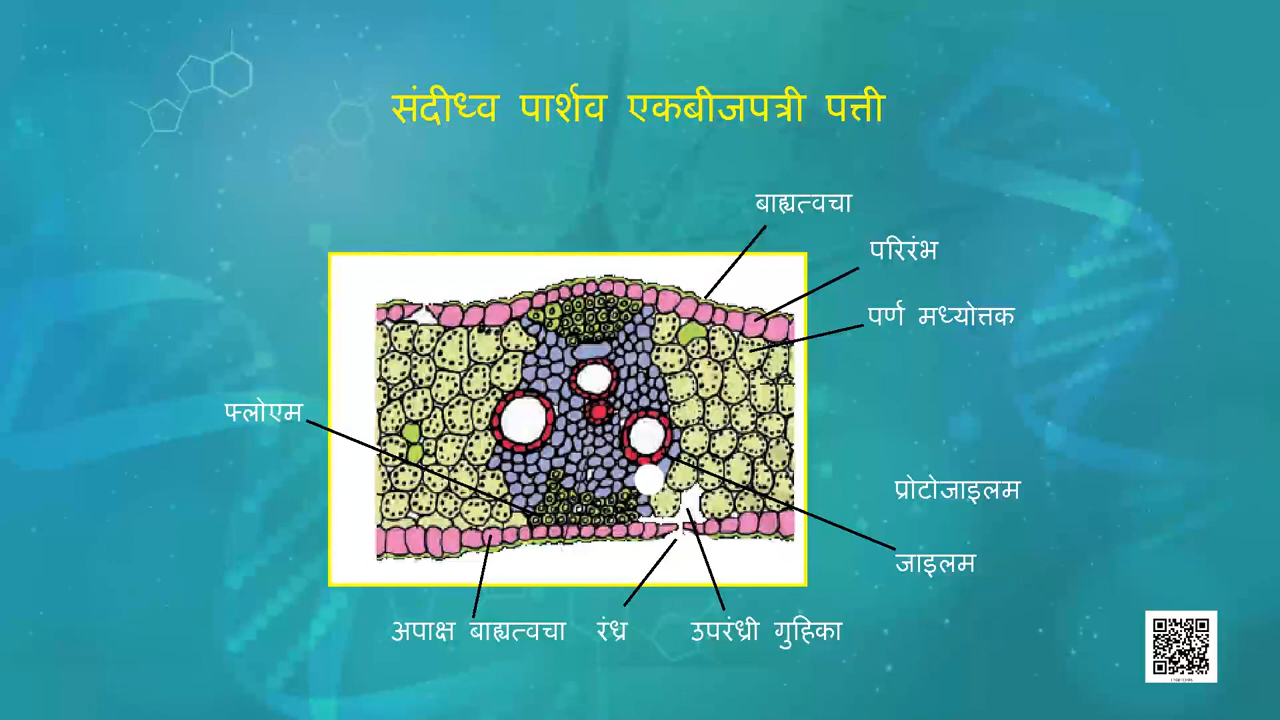 संदीध्व पार्शव एकबीजपत्री पत्ती
बाह्यत्वचा
परिरंभ
पर्ण मध्योत्तक
फ्लोएम
प्रोटोजाइलम
जाइलम
अपाक्ष बाह्यत्वचा
रंध्र
उपरंध्री गुहिका